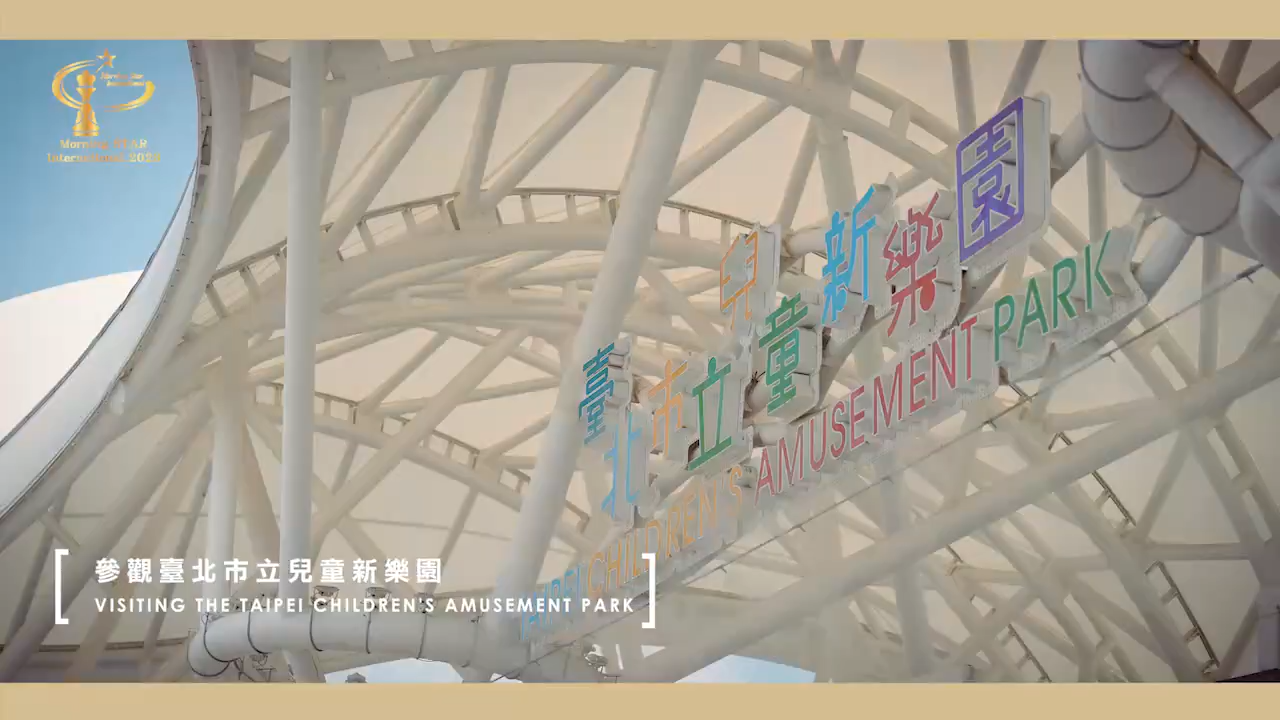 Morning STAR
International 2023
臺北市立兒童新樂園
TAIPEI CHILDREN'S AMUSEMENT PARK
參觀臺北市立兒童新樂園
VISITING THE TAIPEI CHILDREN'S AMUSEMENT PARK